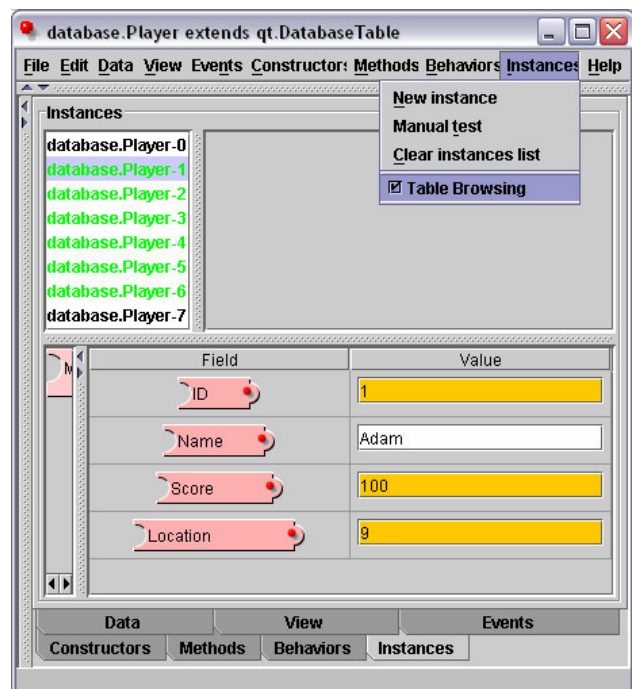 database.Player extends qt.DatabaseTable
File Edit Data View Events Constructors Methods Behaviors Instances Help
New instance
Manual test
Clear instances list
Table Browsing
Instances
database.Player-0
database.Player-1
database.Player-2
database.Player-3
database.Player-4
database.Player-5
database.Player-6
database.Player-7
M
Field Value
ID 1
Name Adam
Score 100
Location 9
Data View Events
Constructors Methods Behaviors Instances